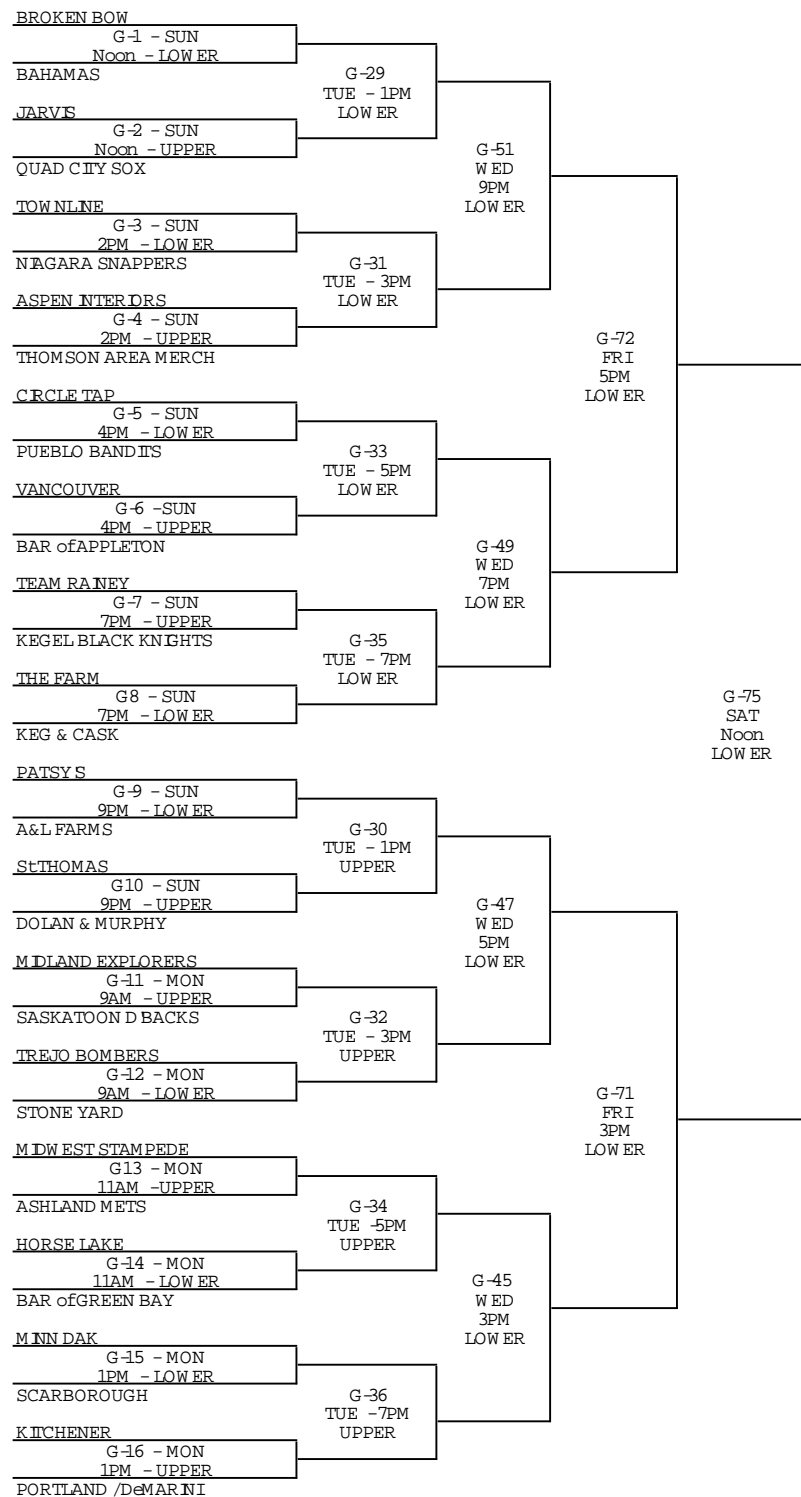 BROKEN BOW
G-1 - SUN
Noon - LOWER
BAHAMAS
G-29
TUE - 1PM
LOWER
JARVIS
G-2 - SUN
Noon - UPPER
QUAD CITY SOX
G-51
WED
9PM
LOWER
TOWNLINE
G-3 - SUN
2PM - LOWER
NIAGARA SNAPPERS
G-31
TUE - 3PM
LOWER
ASPEN INTERIORS
G-4 - SUN
2PM - UPPER
THOMSON AREA MERCH
G-72
FRI
5PM
LOWER
CIRCLE TAP
G-5 - SUN
4PM - LOWER
PUEBLO BANDITS
G-33
TUE - 5PM
LOWER
VANCOUVER
G-6 -SUN
4PM - UPPER
BAR of APPLETON
G-49
WED
7PM
LOWER
TEAM RAINEY
G-7 - SUN
7PM - UPPER
KEGEL BLACK KNIGHTS
G-35
TUE - 7PM
LOWER
THE FARM
G8 - SUN
7PM - LOWER
KEG & CASK
G-75
SAT
Noon
LOWER
PATSY'S
G-9 - SUN
9PM - LOWER
A&L FARMS
G-30
TUE - 1PM
UPPER
St THOMAS
G10 - SUN
9PM - UPPER
DOLAN & MURPHY
G-47
WED
5PM
LOWER
MIDLAND EXPLORERS
G-11 - MON
9AM - UPPER
SASKATOON D'BACKS
G-32
TUE - 3PM
UPPER
TREJO BOMBERS
G-12 - MON
9AM - LOWER
STONE YARD
G-71
FRI
3PM
LOWER
MIDWEST STAMPEDE
G13 - MON
11AM -UPPER
ASHLAND METS
G-34
TUE -5PM
UPPER
HORSE LAKE
G-14 - MON
11AM - LOWER
BAR of GREEN BAY
G-45
WED
3PM
LOWER
MINN DAK
G-15 - MON
1PM - LOWER
SCARBOROUGH
G-36
TUE -7PM
UPPER
KITCHENER
G-16 - MON
1PM - UPPER
PORTLAND /DeMARINI